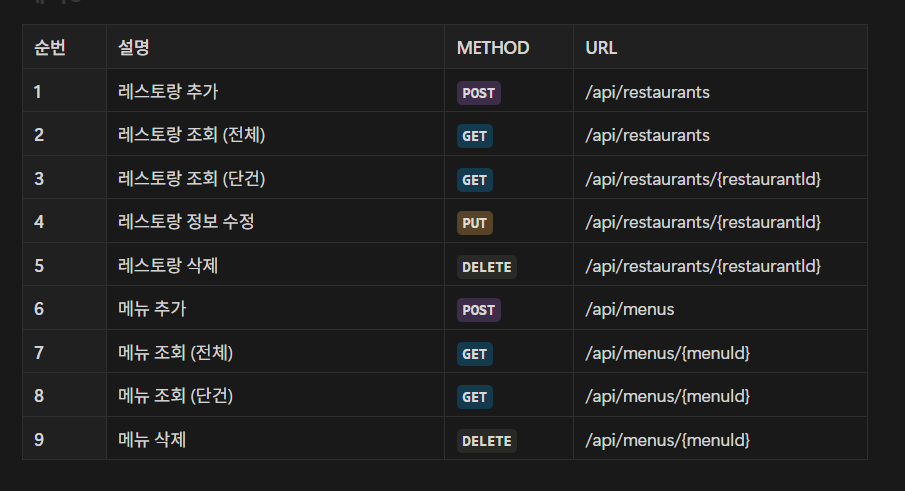 순번 설명 METHOD URL
1 레스토랑 추가 POST /api/restaurants
2 레스토랑 조회 (전체) GET /api/restaurants
3 레스토랑 조회 (단건) GET /api/restaurants/{restaurantId}
4 레스토랑 정보 수정 PUT /api/restaurants/{restaurantId}
5 레스토랑 삭제 DELETE /api/restaurants/{restaurantId}
6 메뉴 추가 POST /api/menus
7 메뉴 조회 (전체) GET /api/menus/{menuId}
8 메뉴 조회 (단건) GET /api/menus/{menuId}
9 메뉴 삭제 DELETE /api/menus/{menuId}